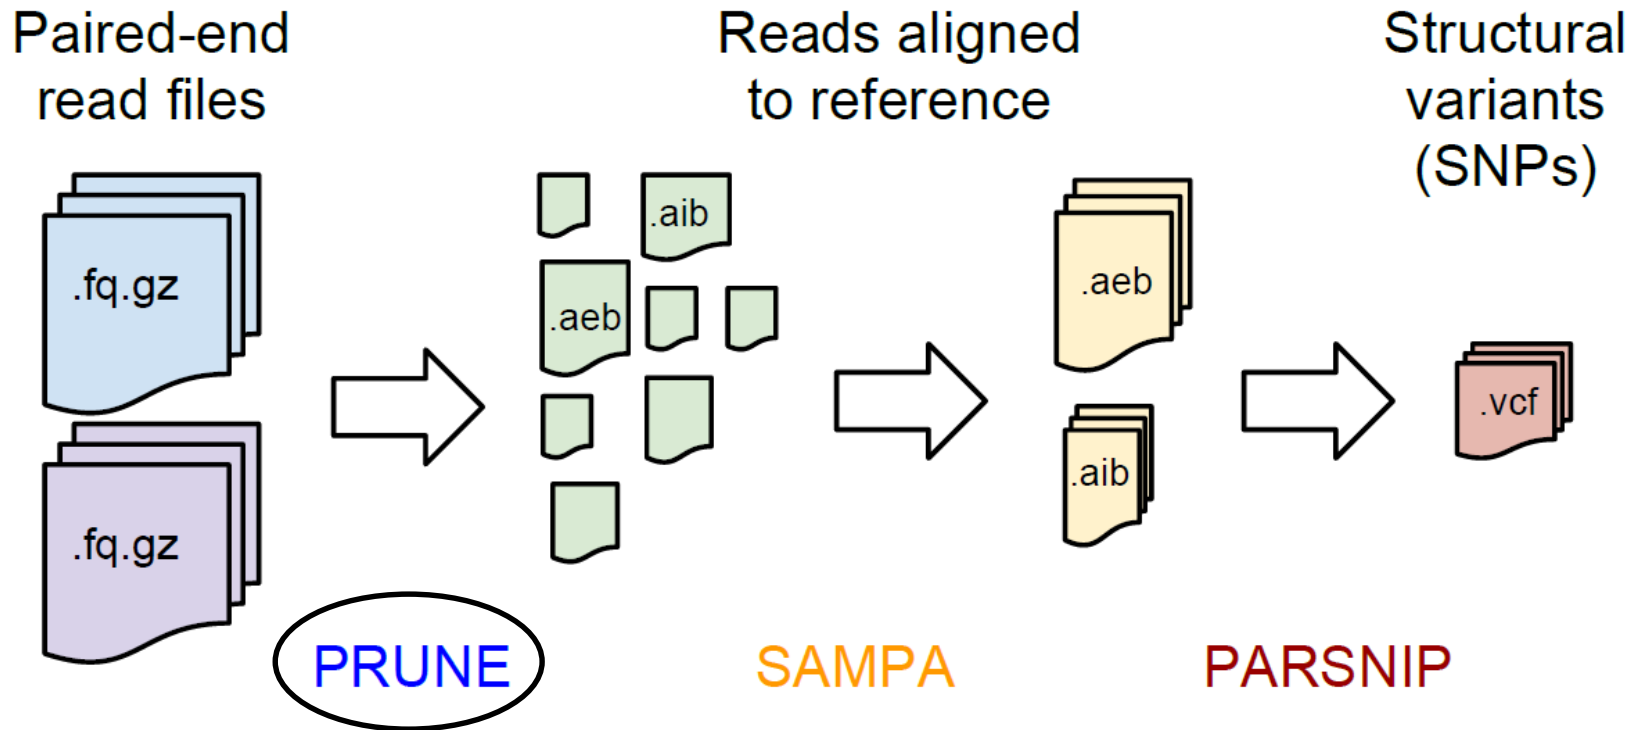 Paired-end
read files
Reads aligned
to reference
Structural
variants
(SNPs)
.fq.gz
.fq.gz
.aib
.aeb
.aeb
.aib
.vcf
PRUNE
SAMPA
PARSNIP